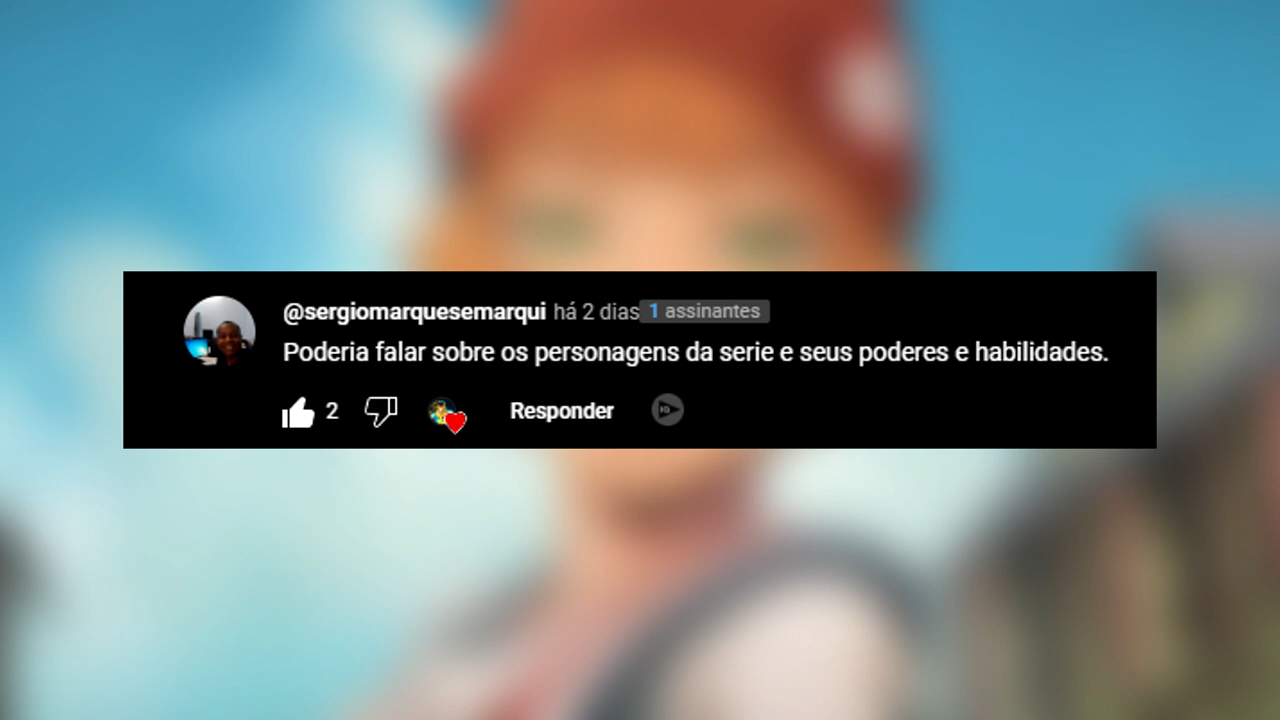 @sergiomarquesemarqui há 2 dias 1 assinantes
Poderia falar sobre os personagens da serie e seus poderes e habilidades.
2 Responder